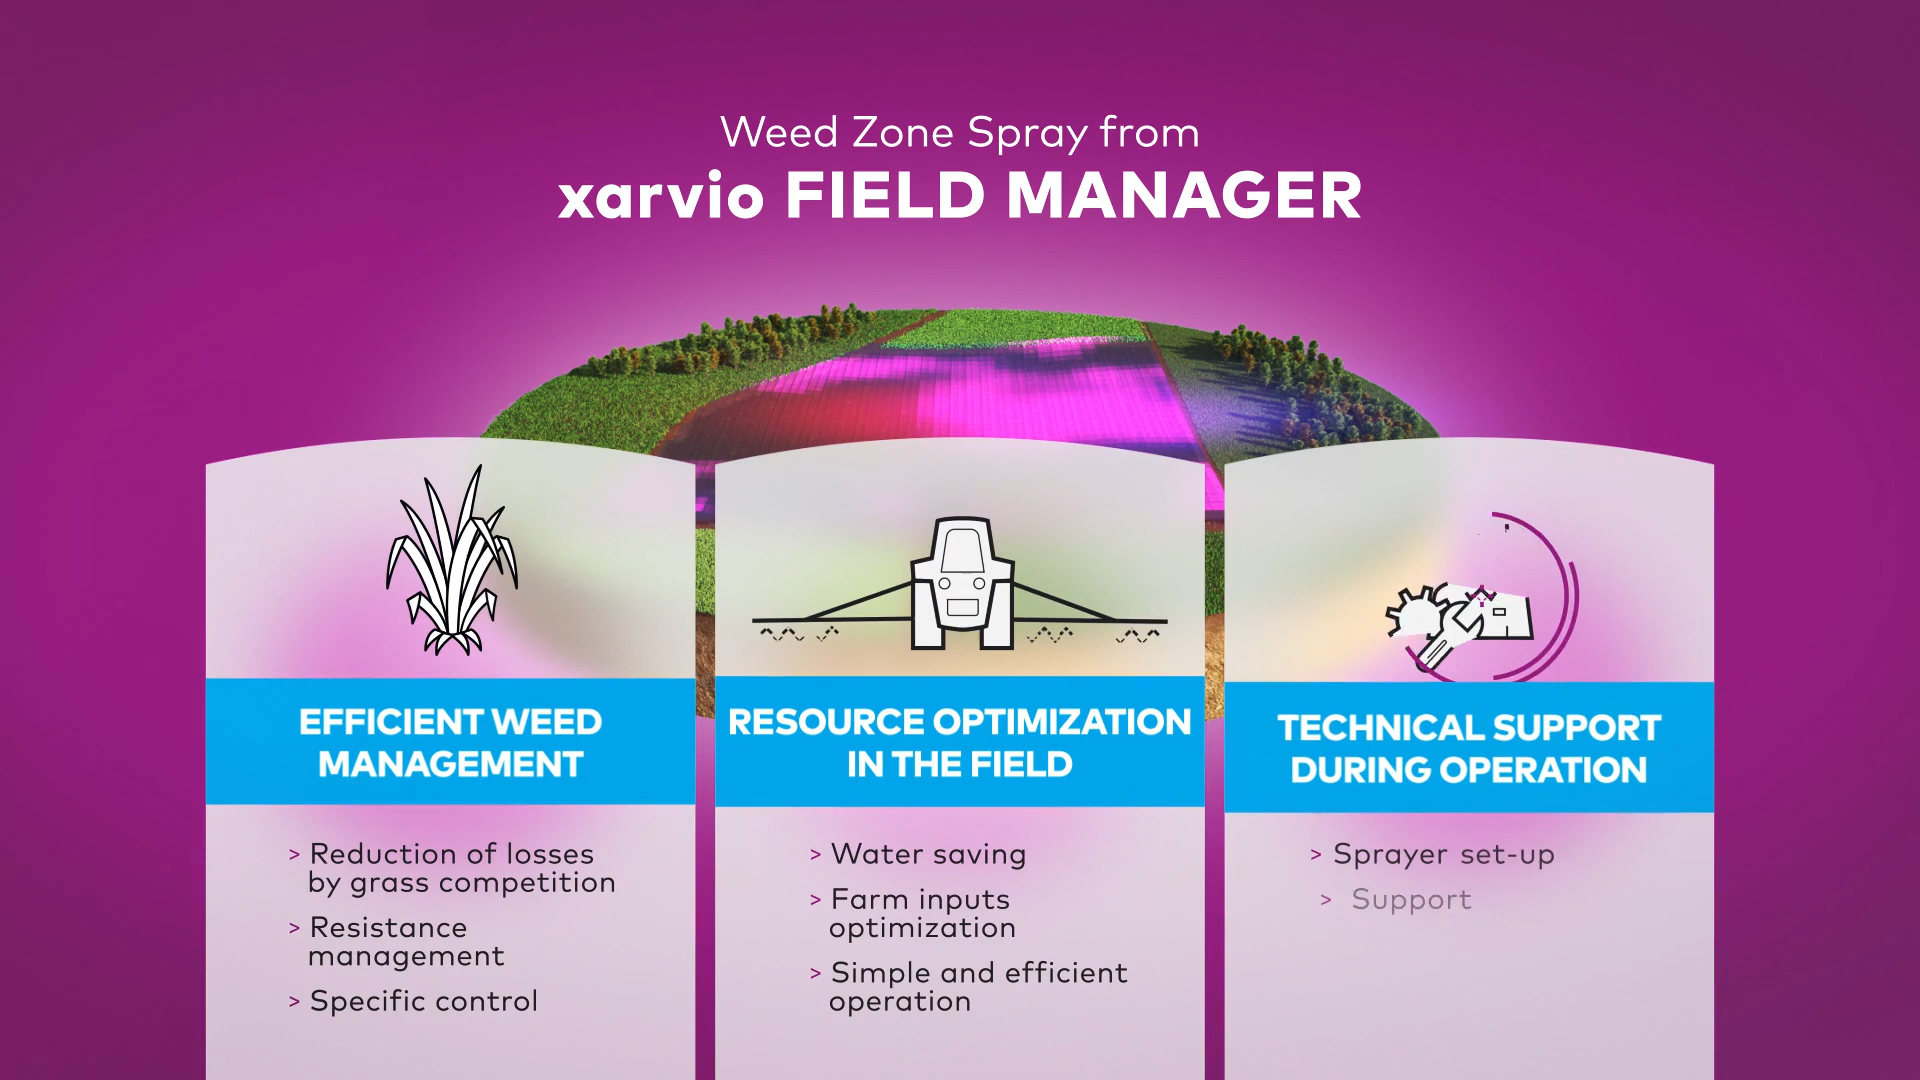 Weed Zone Spray from
xarvio FIELD MANAGER
EFFICIENT WEED
MANAGEMENT
> Reduction of losses
by grass competition
> Resistance
management
> Specific control
RESOURCE OPTIMIZATION
IN THE FIELD
> Water saving
> Farm inputs
optimization
> Simple and efficient
operation
TECHNICAL SUPPORT
DURING OPERATION
> Sprayer set-up
> Support